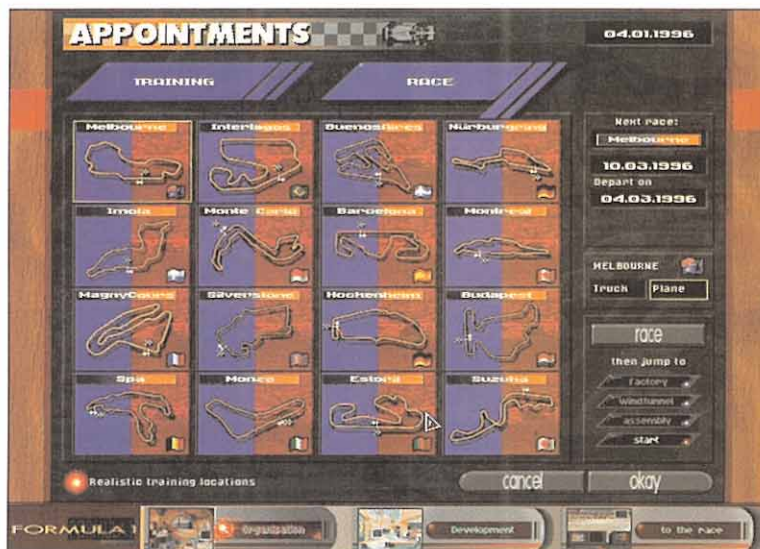 APPOINTMENTS
04.01.1996
TRAINING
RACE
Melbourne
Interlagos
BuenosAires
Nürburgring
Imola
Monte Carlo
Barcelona
Montreal
MagnyCours
Silverstone
Hockenheim
Budapest
Spa
Monza
Estoril
Suzuka
Next race:
Melbourne
10.03.1996
Depart on
04.03.1996
MELBOURNE
Truck
Plane
race
then jump to
factory
windtunnel
assembly
start
Realistic training locations
cancel
okay
FORMULA 1
Organisation
Development
to the race